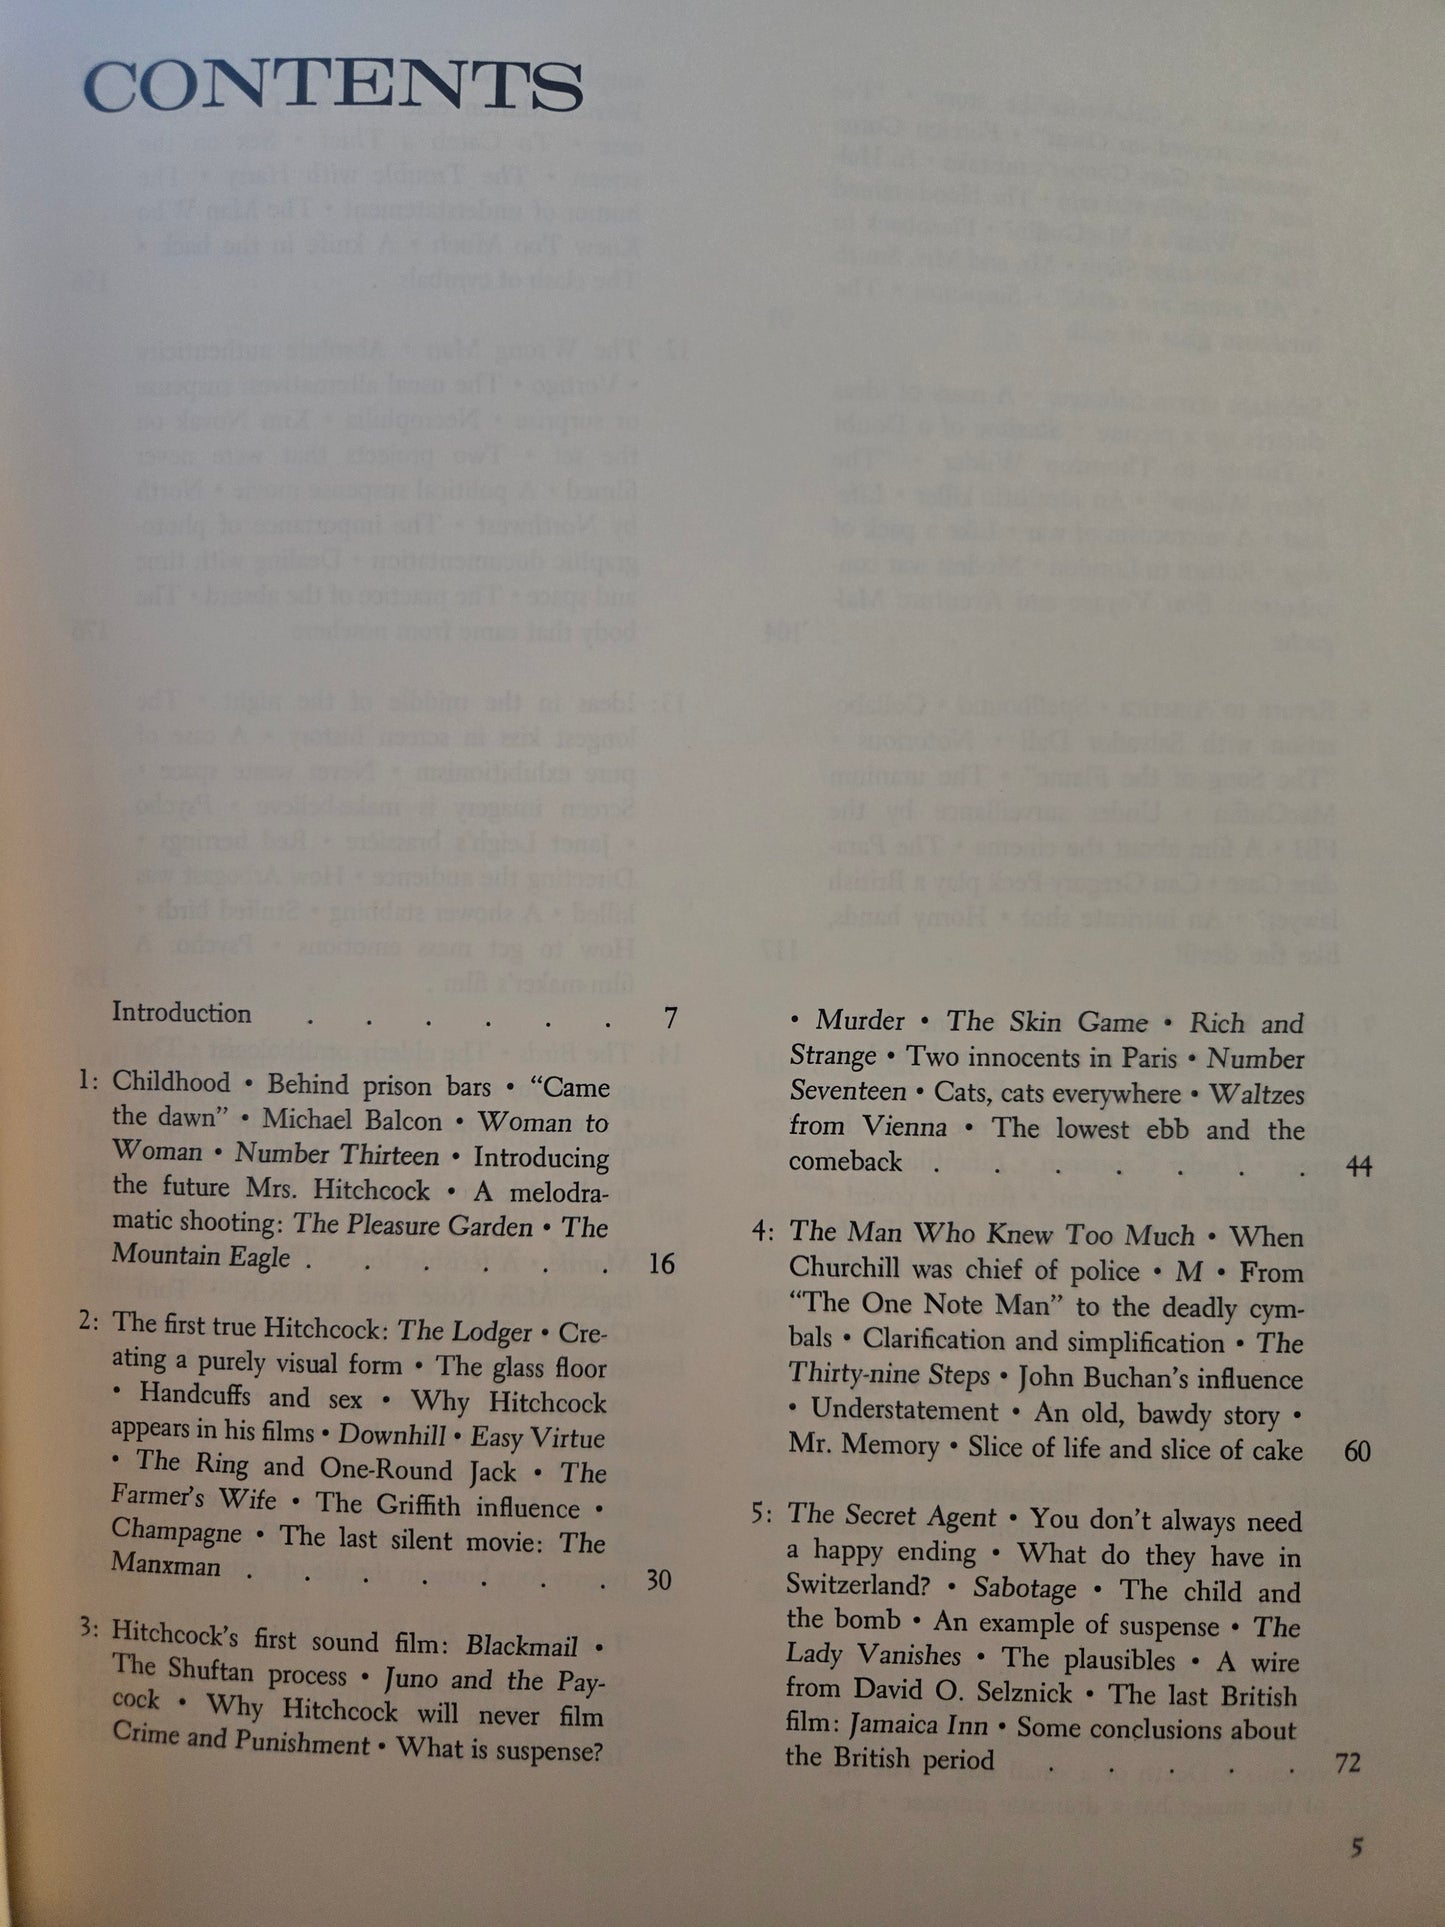 CONTENTS
Introduction . . . . . . 7
1: Childhood • Behind prison bars • “Came
the dawn” • Michael Balcon • Woman to
Woman • Number Thirteen • Introducing
the future Mrs. Hitchcock • A melodra-
matic shooting: The Pleasure Garden • The
Mountain Eagle . . . . . . 16
2: The first true Hitchcock: The Lodger • Cre-
ating a purely visual form • The glass floor
• Handcuffs and sex • Why Hitchcock
appears in his films • Downhill • Easy Virtue
• The Ring and One-Round Jack • The
Farmer’s Wife • The Griffith influence •
Champagne • The last silent movie: The
Manxman . . . . . . . 30
3: Hitchcock’s first sound film: Blackmail •
The Shuftan process • Juno and the Pay-
cock • Why Hitchcock will never film
Crime and Punishment • What is suspense?
• Murder • The Skin Game • Rich and
Strange • Two innocents in Paris • Number
Seventeen • Cats, cats everywhere • Waltzes
from Vienna • The lowest ebb and the
comeback . . . . . . . 44
4: The Man Who Knew Too Much • When
Churchill was chief of police • M • From
“The One Note Man” to the deadly cym-
bals • Clarification and simplification • The
Thirty-nine Steps • John Buchan’s influence
• Understatement • An old, bawdy story •
Mr. Memory • Slice of life and slice of cake 60
5: The Secret Agent • You don’t always need
a happy ending • What do they have in
Switzerland? • Sabotage • The child and
the bomb • An example of suspense • The
Lady Vanishes • The plausibles • A wire
from David O. Selznick • The last British
film: Jamaica Inn • Some conclusions about
the British period . . . . . 72
5